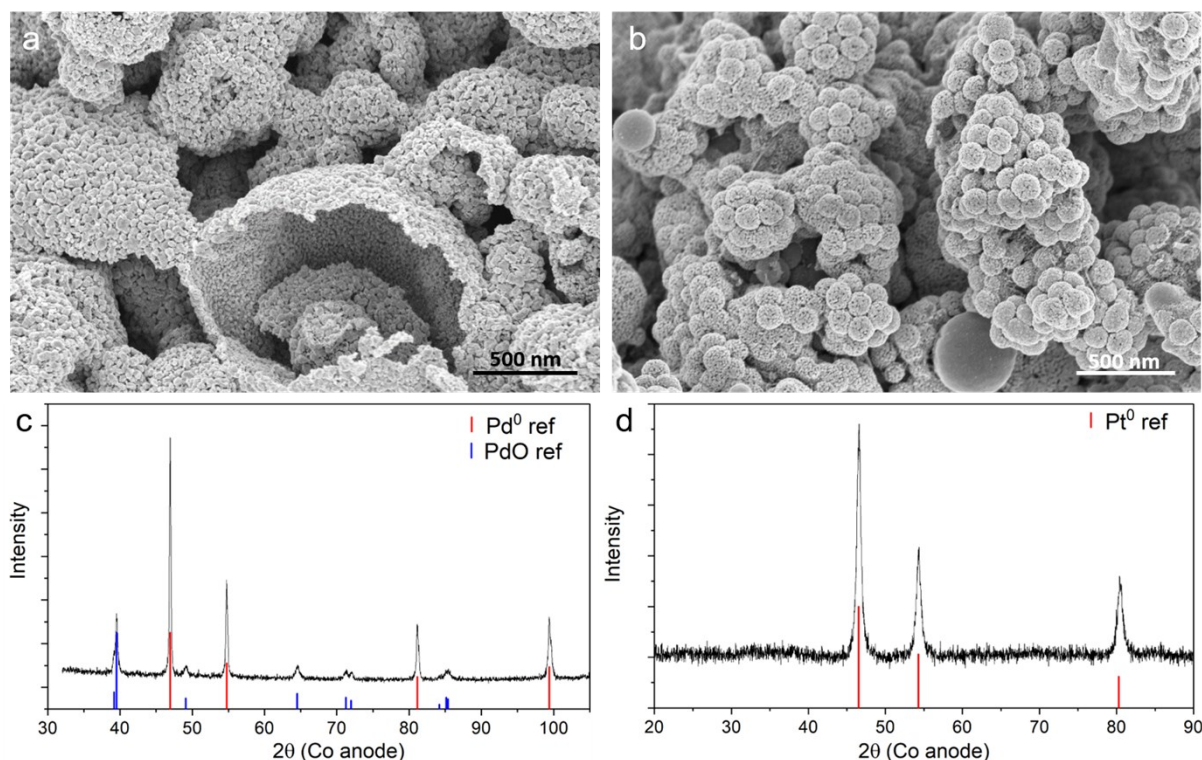 a
b
500 nm
500 nm
c
Pd⁰ ref
PdO ref
Intensity
30 40 50 60 70 80 90 100
2θ (Co anode)
d
Pt⁰ ref
Intensity
20 30 40 50 60 70 80 90
2θ (Co anode)